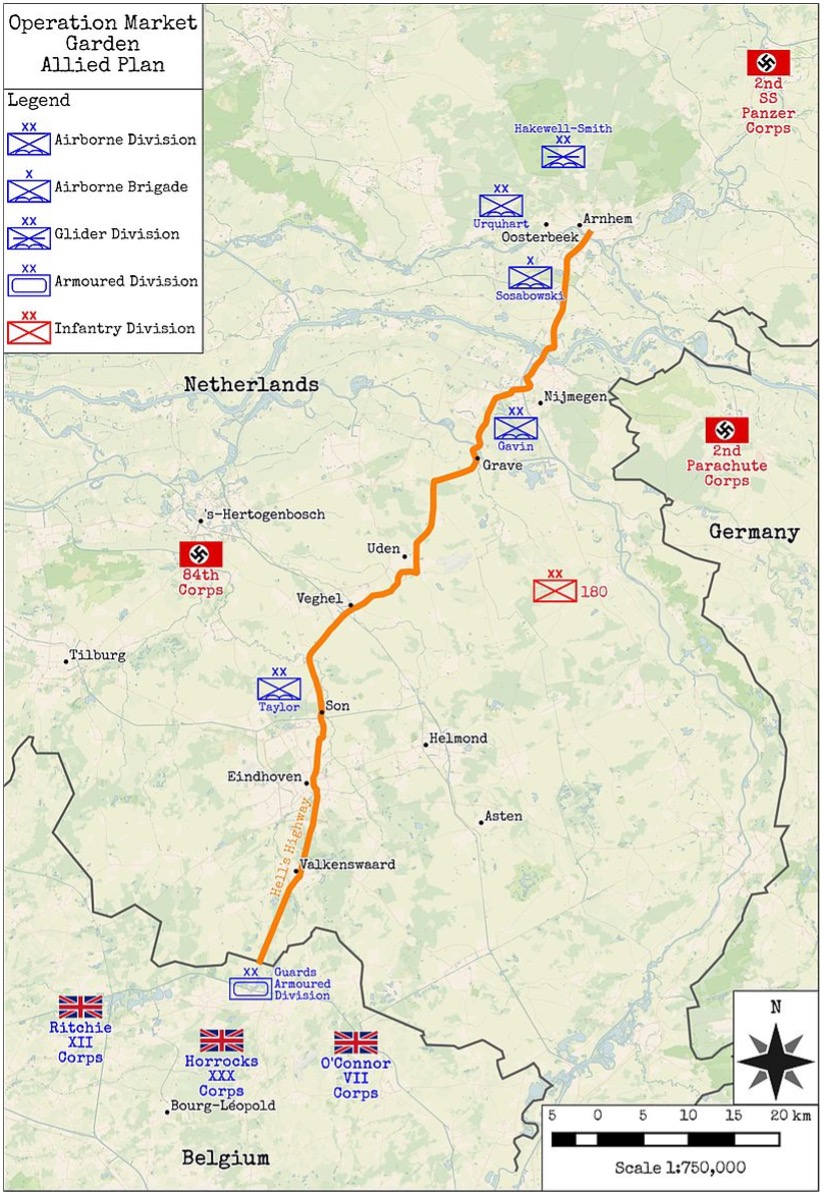 Operation Market
Garden
Allied Plan
Legend
XX
Airborne Division
X
Airborne Brigade
XX
Glider Division
XX
Armoured Division
XX
Infantry Division
2nd
SS
Panzer
Corps
Hakewell-Smith
XX
XX
Urquhart
Arnhem
Oosterbeek
X
Sosabowski
Netherlands
Nijmegen
XX
Gavin
Grave
2nd
Parachute
Corps
's-Hertogenbosch
Germany
84th
Corps
Uden
XX
180
Veghel
Tilburg
XX
Taylor
Son
Helmond
Eindhoven
Asten
Hell's Highway
Valkenswaard
XX
Guards
Armoured
Division
Ritchie
XII
Corps
Horrocks
XXX
Corps
O'Connor
VII
Corps
Bourg-Léopold
Belgium
N
5 0 5 10 15 20 km
Scale 1:750,000